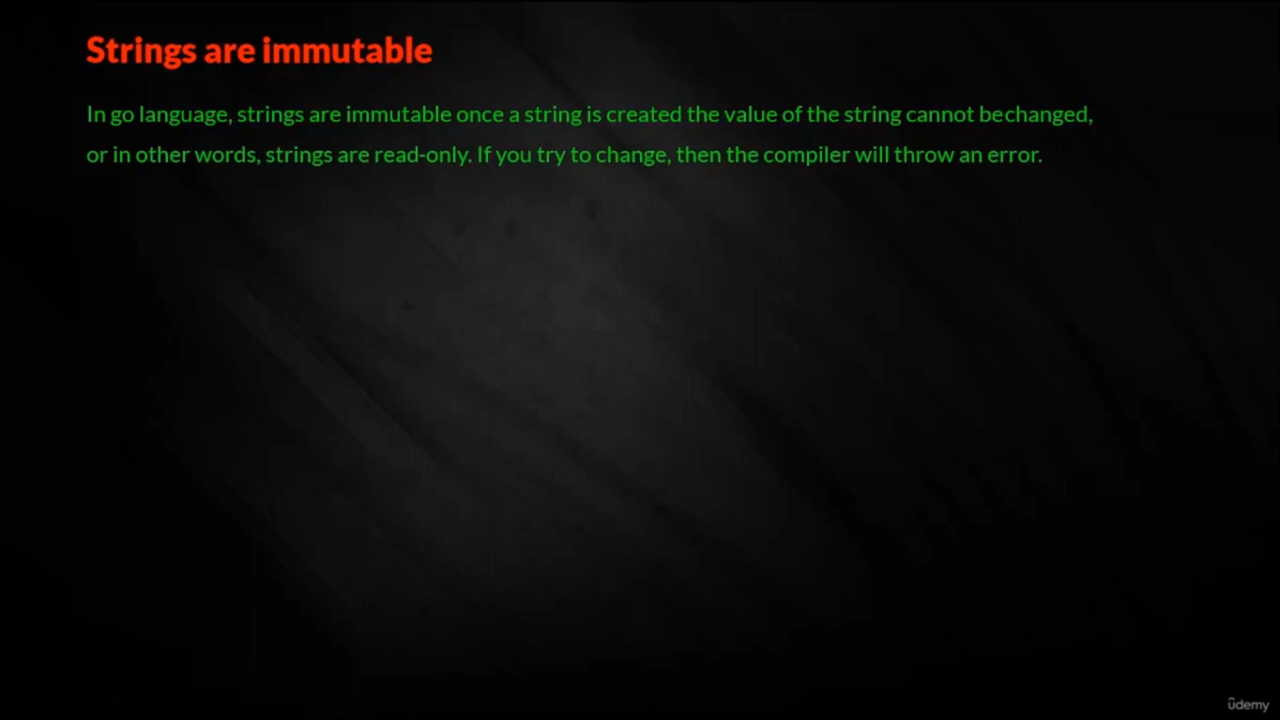 Strings are immutable
In go language, strings are immutable once a string is created the value of the string cannot bechanged,
or in other words, strings are read-only. If you try to change, then the compiler will throw an error.
ûdemy